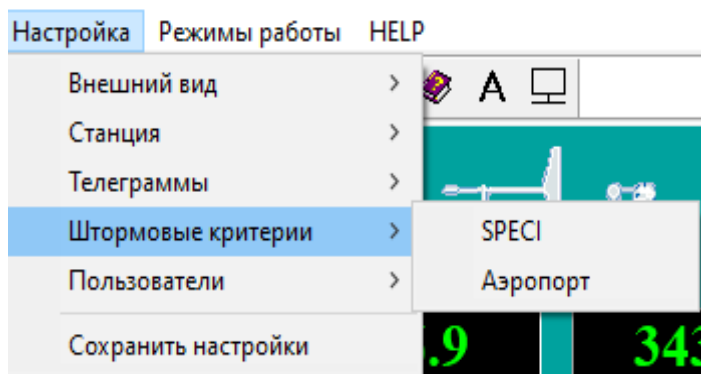 Настройка Режимы работы HELP
Внешний вид
A
Станция
Телеграммы
Штормовые критерии
SPECI
Пользователи
Аэропорт
Сохранить настройки
.9
343